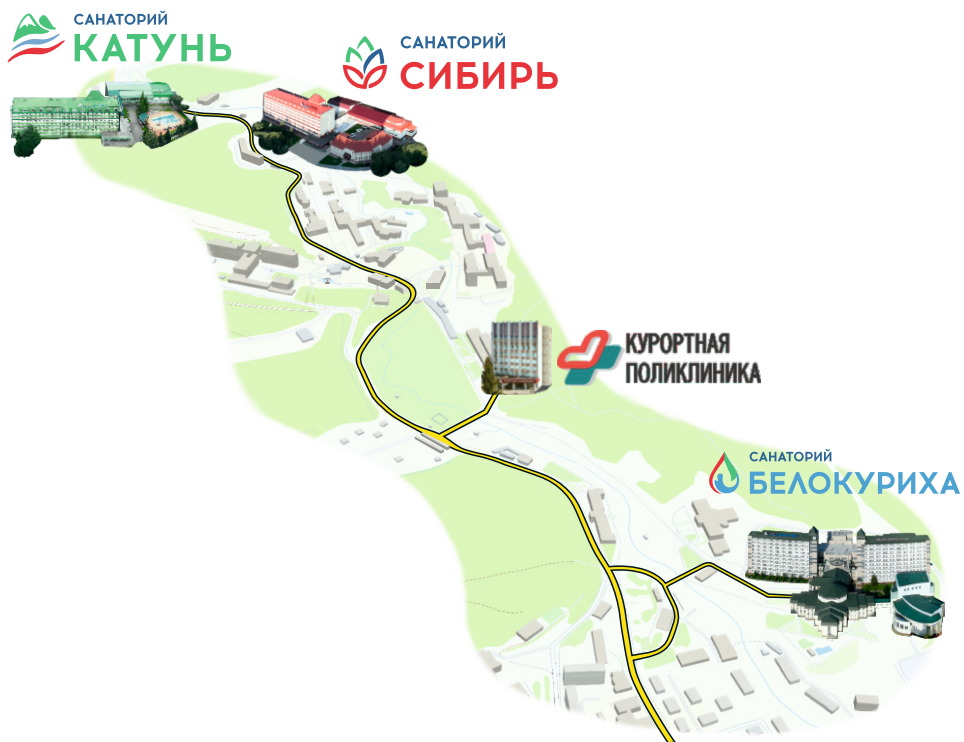 САНАТОРИЙ
КАТУНЬ
САНАТОРИЙ
СИБИРЬ
КУРОРТНАЯ
ПОЛИКЛИНИКА
САНАТОРИЙ
БЕЛОКУРИХА